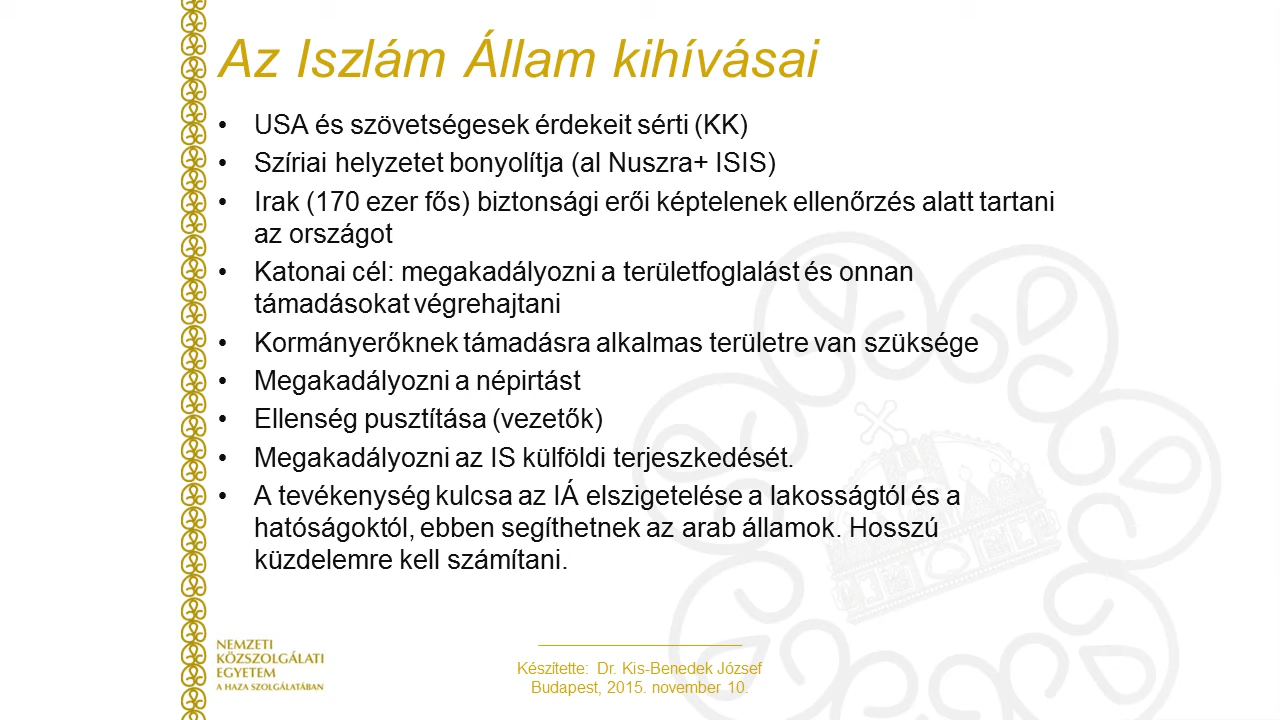 Az Iszlám Állam kihívásai
• USA és szövetségesek érdekeit sérti (KK)
• Szíriai helyzetet bonyolítja (al Nuszra+ ISIS)
• Irak (170 ezer fős) biztonsági erői képtelenek ellenőrzés alatt tartani
az országot
• Katonai cél: megakadályozni a területfoglalást és onnan
támadásokat végrehajtani
• Kormányerőknek támadásra alkalmas területre van szüksége
• Megakadályozni a népirtást
• Ellenség pusztítása (vezetők)
• Megakadályozni az IS külföldi terjeszkedését.
• A tevékenység kulcsa az IÁ elszigetelése a lakosságtól és a
hatóságoktól, ebben segíthetnek az arab államok. Hosszú
küzdelemre kell számítani.
NEMZETI
KÖZSZOLGÁLATI
EGYETEM
A HAZA SZOLGÁLATÁBAN
Készítette: Dr. Kis-Benedek József
Budapest, 2015. november 10.